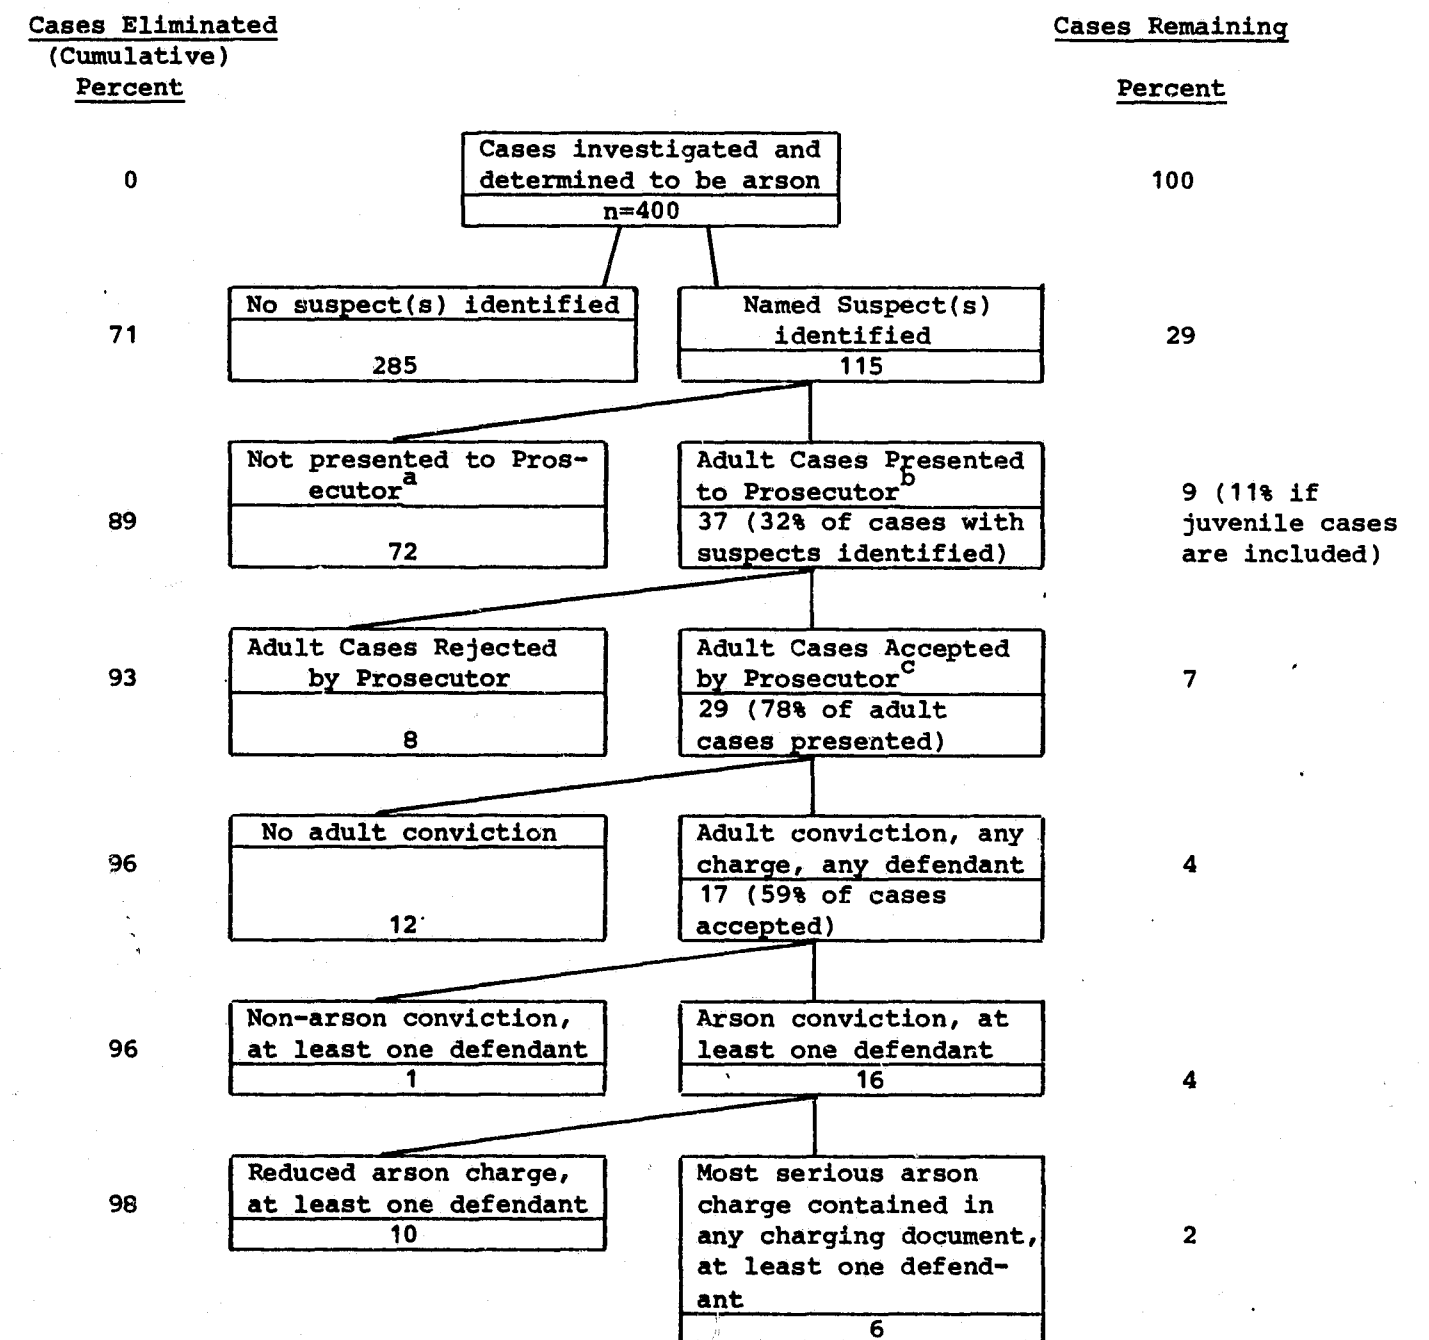 Cases Eliminated
(Cumulative)
Percent
Cases Remaining
Percent
0
Cases investigated and
determined to be arson
n=400
100
71
No suspect(s) identified
285
Named Suspect(s)
identified
115
29
89
Not presented to Pros-
ecutor a
72
Adult Cases Presented
to Prosecutor b
37 (32% of cases with
suspects identified)
9 (11% if
juvenile cases
are included)
93
Adult Cases Rejected
by Prosecutor
8
Adult Cases Accepted
by Prosecutor c
29 (78% of adult
cases presented)
7
96
No adult conviction
12
Adult conviction, any
charge, any defendant
17 (59% of cases
accepted)
4
96
Non-arson conviction,
at least one defendant
1
Arson conviction, at
least one defendant
16
4
98
Reduced arson charge,
at least one defendant
10
Most serious arson
charge contained in
any charging document,
at least one defend-
ant
6
2